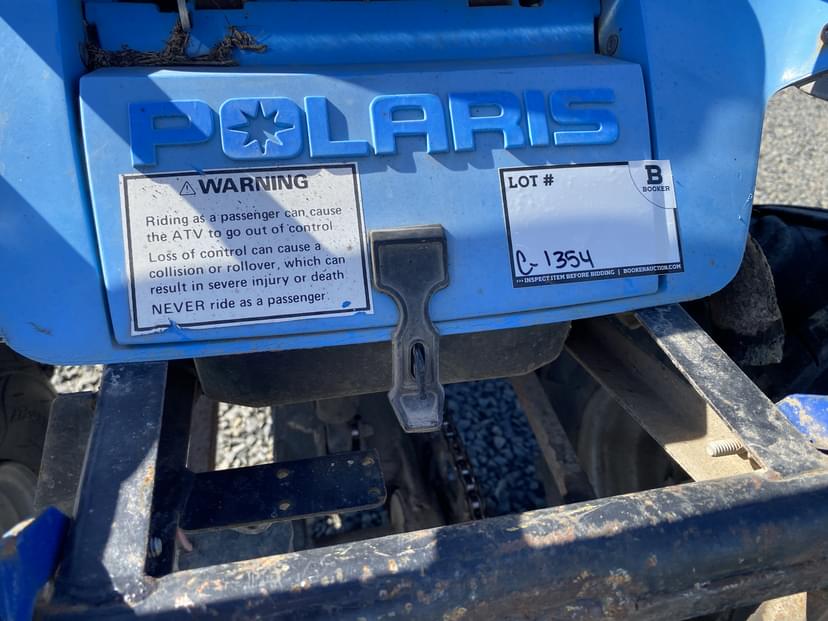 POLARIS
⚠ WARNING
Riding as a passenger can cause
the ATV to go out of control
Loss of control can cause a
collision or rollover, which can
result in severe injury or death
NEVER ride as a passenger.
LOT #
B
BOOKER
C-1354
>>> INSPECT ITEM BEFORE BIDDING | BOOKERAUCTION.COM